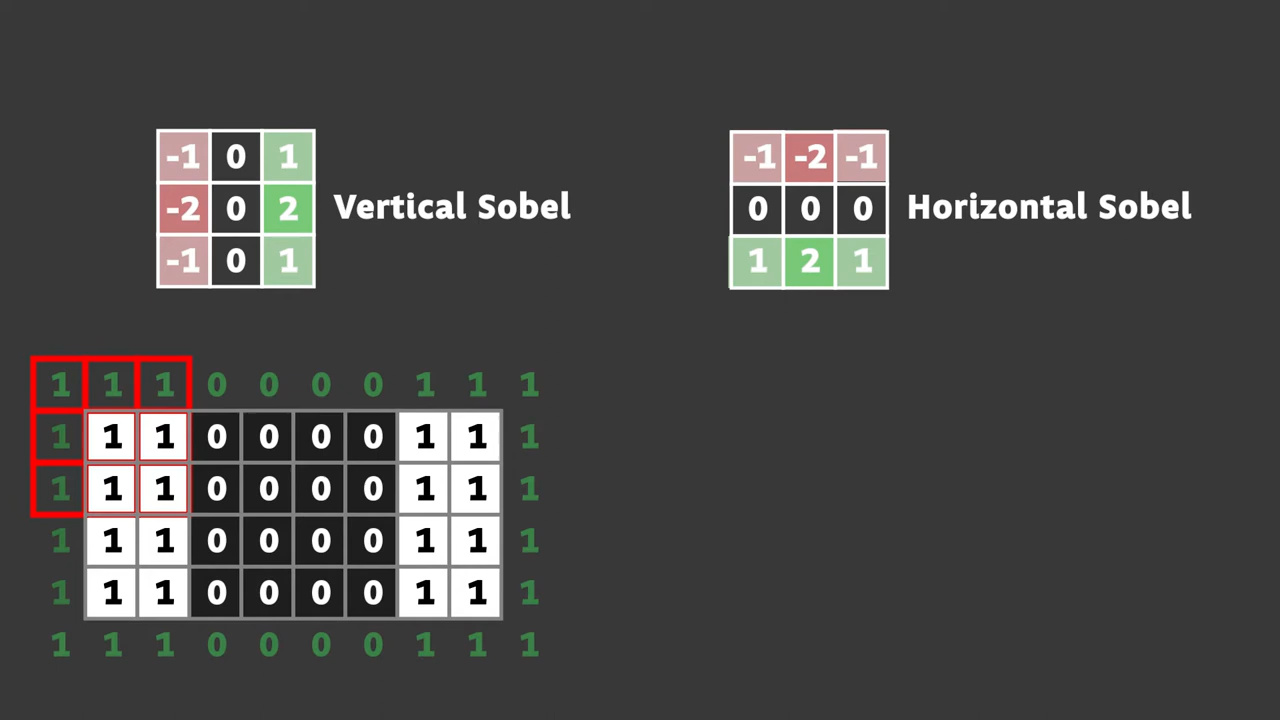 -1 0 1
-2 0 2
-1 0 1
Vertical Sobel
-1 -2 -1
0 0 0
1 2 1
Horizontal Sobel
1 1 1 0 0 0 0 1 1 1
1 1 1 0 0 0 0 1 1 1
1 1 1 0 0 0 0 1 1 1
1 1 1 0 0 0 0 1 1 1
1 1 1 0 0 0 0 1 1 1
1 1 1 0 0 0 0 1 1 1